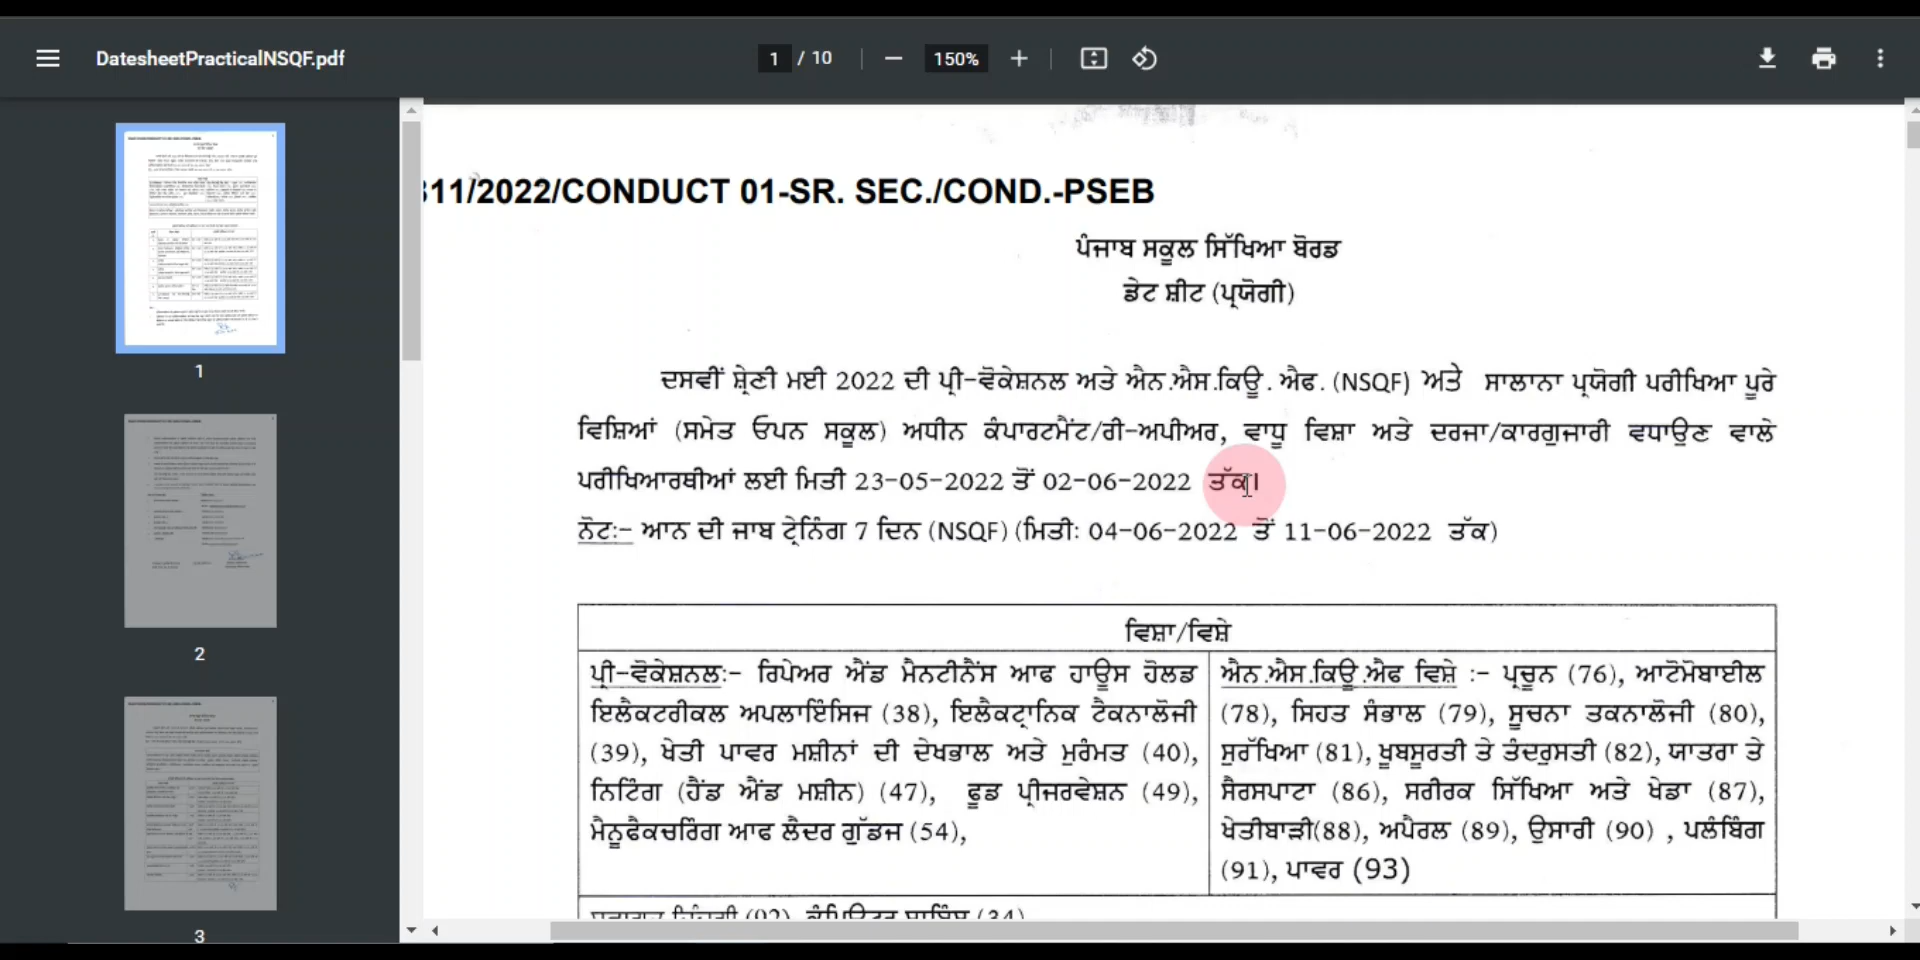 DatesheetPracticalNSQF.pdf
1 / 10
150%
1
2
3
311/2022/CONDUCT 01-SR. SEC./COND.-PSEB
ਪੰਜਾਬ ਸਕੂਲ ਸਿੱਖਿਆ ਬੋਰਡ
ਡੇਟ ਸ਼ੀਟ (ਪ੍ਰਯੋਗੀ)
ਦਸਵੀਂ ਸ਼੍ਰੇਣੀ ਮਈ 2022 ਦੀ ਪ੍ਰੀ-ਵੋਕੇਸ਼ਨਲ ਅਤੇ ਐਨ.ਐਸ.ਕਿਊ.ਐਫ. (NSQF) ਅਤੇ ਸਾਲਾਨਾ ਪ੍ਰਯੋਗੀ ਪਰੀਖਿਆ ਪੂਰੇ
ਵਿਸ਼ਿਆਂ (ਸਮੇਤ ਓਪਨ ਸਕੂਲ) ਅਧੀਨ ਕੰਪਾਰਟਮੈਂਟ/ਰੀ-ਅਪੀਅਰ, ਵਾਧੂ ਵਿਸ਼ਾ ਅਤੇ ਦਰਜਾ/ਕਾਰਗੁਜਾਰੀ ਵਧਾਉਣ ਵਾਲੇ
ਪਰੀਖਿਆਰਥੀਆਂ ਲਈ ਮਿਤੀ 23-05-2022 ਤੋਂ 02-06-2022 ਤੱਕ।
ਨੋਟ:- ਆਨ ਦੀ ਜਾਬ ਟ੍ਰੇਨਿੰਗ 7 ਦਿਨ (NSQF) (ਮਿਤੀ: 04-06-2022 ਤੋਂ 11-06-2022 ਤੱਕ)
ਵਿਸ਼ਾ/ਵਿਸ਼ੇ
ਪ੍ਰੀ-ਵੋਕੇਸ਼ਨਲ:- ਰਿਪੇਅਰ ਐਂਡ ਮੈਨਟੀਨੈਂਸ ਆਫ ਹਾਊਸ ਹੋਲਡ
ਇਲੈਕਟਰੀਕਲ ਅਪਲਾਇੰਸਿਜ (38), ਇਲੈਕਟ੍ਰਾਨਿਕ ਟੈਕਨਾਲੋਜੀ
(39), ਖੇਤੀ ਪਾਵਰ ਮਸ਼ੀਨਾਂ ਦੀ ਦੇਖਭਾਲ ਅਤੇ ਮੁਰੰਮਤ (40),
ਨਿਟਿੰਗ (ਹੈਂਡ ਐਂਡ ਮਸ਼ੀਨ) (47), ਫੂਡ ਪ੍ਰੀਜਰਵੇਸ਼ਨ (49),
ਮੈਨੂਫੈਕਚਰਿੰਗ ਆਫ ਲੈਦਰ ਗੁੱਡਜ (54),
ਐਨ.ਐਸ.ਕਿਊ.ਐਫ ਵਿਸ਼ੇ :- ਪ੍ਰਚੂਨ (76), ਆਟੋਮੋਬਾਈਲ
(78), ਸਿਹਤ ਸੰਭਾਲ (79), ਸੂਚਨਾ ਤਕਨਾਲੋਜੀ (80),
ਸੁਰੱਖਿਆ (81), ਖੂਬਸੂਰਤੀ ਤੇ ਤੰਦਰੁਸਤੀ (82), ਯਾਤਰਾ ਤੇ
ਸੈਰਸਪਾਟਾ (86), ਸਰੀਰਕ ਸਿੱਖਿਆ ਅਤੇ ਖੇਡਾ (87),
ਖੇਤੀਬਾੜੀ(88), ਅਪੈਰਲ (89), ਉਸਾਰੀ (90) , ਪਲੰਬਿੰਗ
(91), ਪਾਵਰ (93)
(92), ਕੰਪਿਊਟਰ ਸਾਇੰਸ (34)